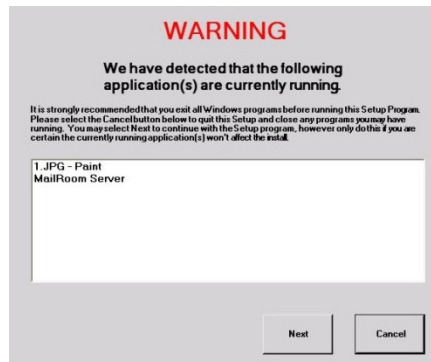 WARNING
We have detected that the following
application(s) are currently running.
It is strongly recommended that you exit all Windows programs before running this Setup Program.
Please select the Cancel button below to quit this Setup and close any programs you may have
running. You may select Next to continue with the Setup program, however only do this if you are
certain the currently running application(s) won't affect the install.
1.JPG - Paint
MailRoom Server
Next
Cancel